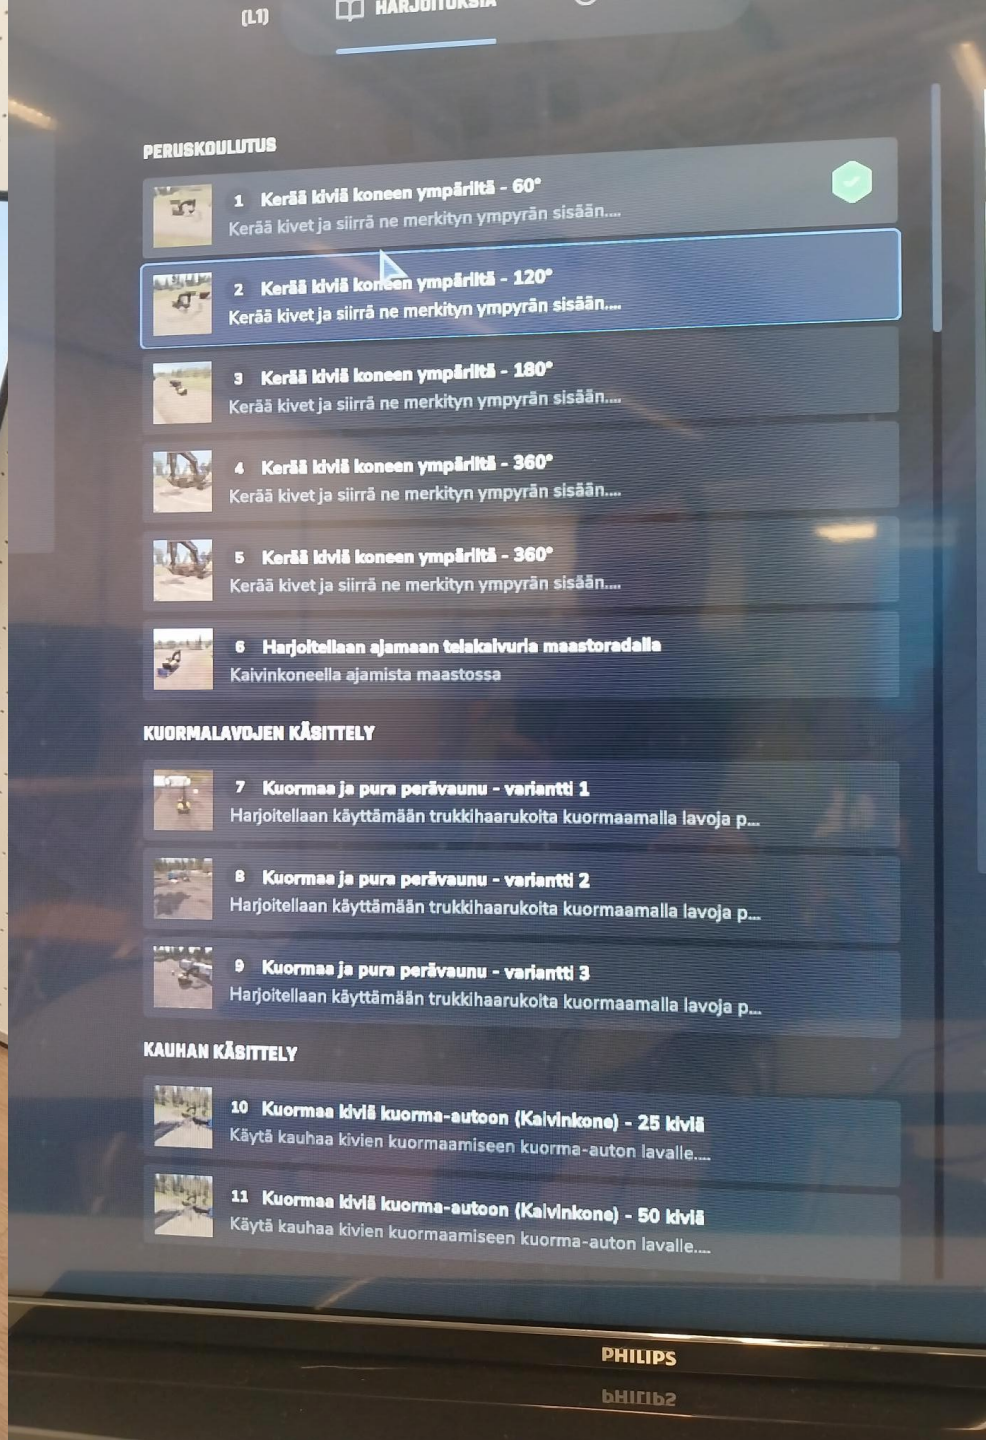 (L1)
HARJOITUKSIA
PERUSKOULUTUS
1 Kerää kiviä koneen ympäriltä - 60°
Kerää kivet ja siirrä ne merkityn ympyrän sisään....
2 Kerää kiviä koneen ympäriltä - 120°
Kerää kivet ja siirrä ne merkityn ympyrän sisään....
3 Kerää kiviä koneen ympäriltä - 180°
Kerää kivet ja siirrä ne merkityn ympyrän sisään....
4 Kerää kiviä koneen ympäriltä - 360°
Kerää kivet ja siirrä ne merkityn ympyrän sisään....
5 Kerää kiviä koneen ympäriltä - 360°
Kerää kivet ja siirrä ne merkityn ympyrän sisään....
6 Harjoitellaan ajamaan telakaivuria maastoradalla
Kaivinkoneella ajamista maastossa
KUORMALAVOJEN KÄSITTELY
7 Kuormaa ja pura perävaunu - variantti 1
Harjoitellaan käyttämään trukkihaarukoita kuormaamalla lavoja p...
8 Kuormaa ja pura perävaunu - variantti 2
Harjoitellaan käyttämään trukkihaarukoita kuormaamalla lavoja p...
9 Kuormaa ja pura perävaunu - variantti 3
Harjoitellaan käyttämään trukkihaarukoita kuormaamalla lavoja p...
KAUHAN KÄSITTELY
10 Kuormaa kiviä kuorma-autoon (Kaivinkone) - 25 kiviä
Käytä kauhaa kivien kuormaamiseen kuorma-auton lavalle....
11 Kuormaa kiviä kuorma-autoon (Kaivinkone) - 50 kiviä
Käytä kauhaa kivien kuormaamiseen kuorma-auton lavalle....
PHILIPS